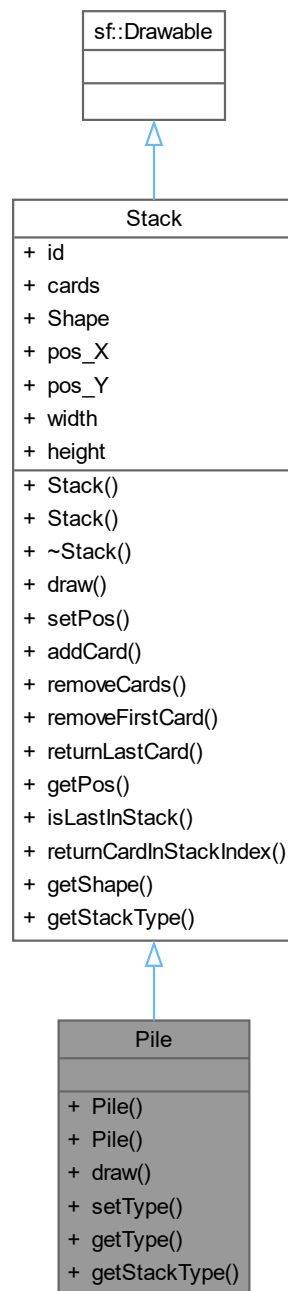 sf::Drawable
Stack
+ id
+ cards
+ Shape
+ pos_X
+ pos_Y
+ width
+ height
+ Stack()
+ Stack()
+ ~Stack()
+ draw()
+ setPos()
+ addCard()
+ removeCards()
+ removeFirstCard()
+ returnLastCard()
+ getPos()
+ isLastInStack()
+ returnCardInStackIndex()
+ getShape()
+ getStackType()
Pile
+ Pile()
+ Pile()
+ draw()
+ setType()
+ getType()
+ getStackType()